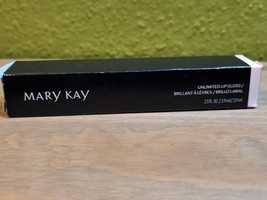 MARY KAY
UNLIMITED LIP GLOSS /
BRILLANT À LÈVRES / BRILLO LABIAL